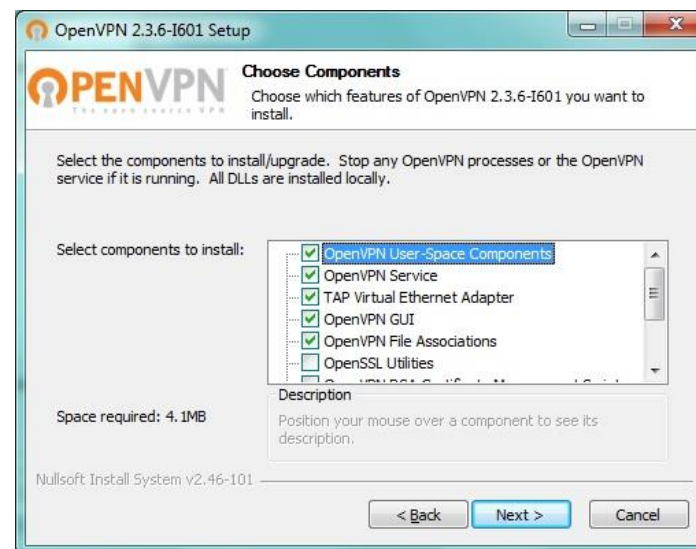 OpenVPN 2.3.6-I601 Setup
OPENVPN
The open source VPN
Choose Components
Choose which features of OpenVPN 2.3.6-I601 you want to
install.
Select the components to install/upgrade.  Stop any OpenVPN processes or the OpenVPN
service if it is running.  All DLLs are installed locally.
Select components to install:
OpenVPN User-Space Components
OpenVPN Service
TAP Virtual Ethernet Adapter
OpenVPN GUI
OpenVPN File Associations
OpenSSL Utilities
Space required: 4.1MB
Description
Position your mouse over a component to see its
description.
Nullsoft Install System v2.46-101
< Back
Next >
Cancel